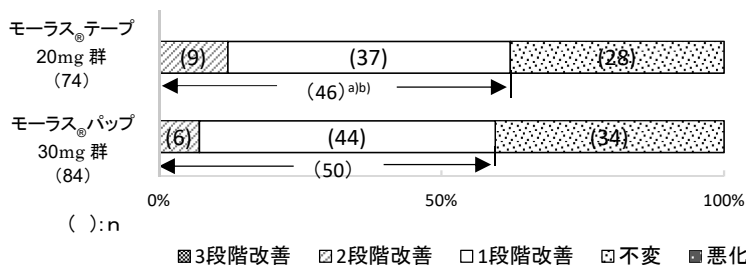 モーラス®テープ
20mg 群
(74)
(9)
(37)
(28)
(46)a)b)
モーラス®パップ
30mg 群
(84)
(6)
(44)
(34)
(50)
0%
50%
100%
( ):n
3段階改善 2段階改善 1段階改善 不変 悪化